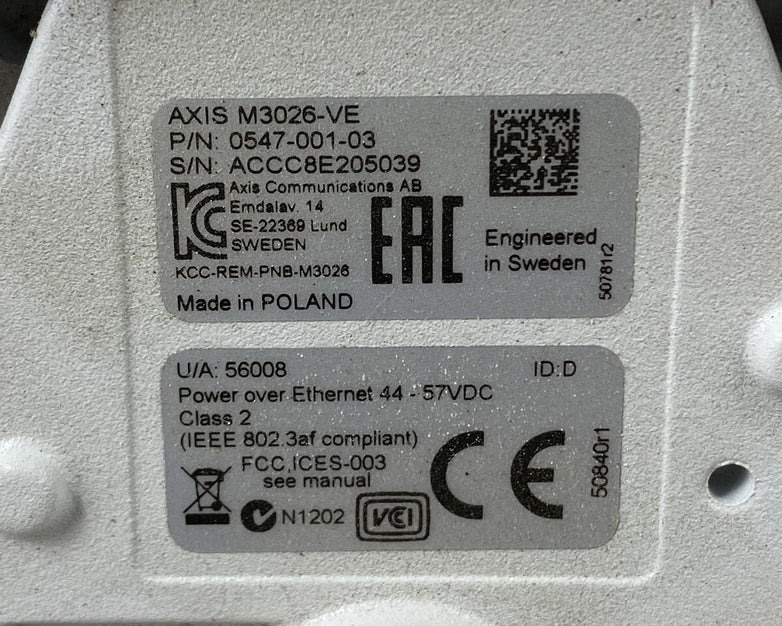 AXIS M3026-VE
P/N: 0547-001-03
S/N: ACCC8E205039
Axis Communications AB
Emdalav. 14
SE-22369 Lund
SWEDEN
KC
EAC
KCC-REM-PNB-M3026
Engineered
in Sweden
50781r2
Made in POLAND
U/A: 56008
ID:D
Power over Ethernet 44 - 57VDC
Class 2
(IEEE 802.3af compliant)
FCC,ICES-003
see manual
N1202
VCCI
CE
50840r1